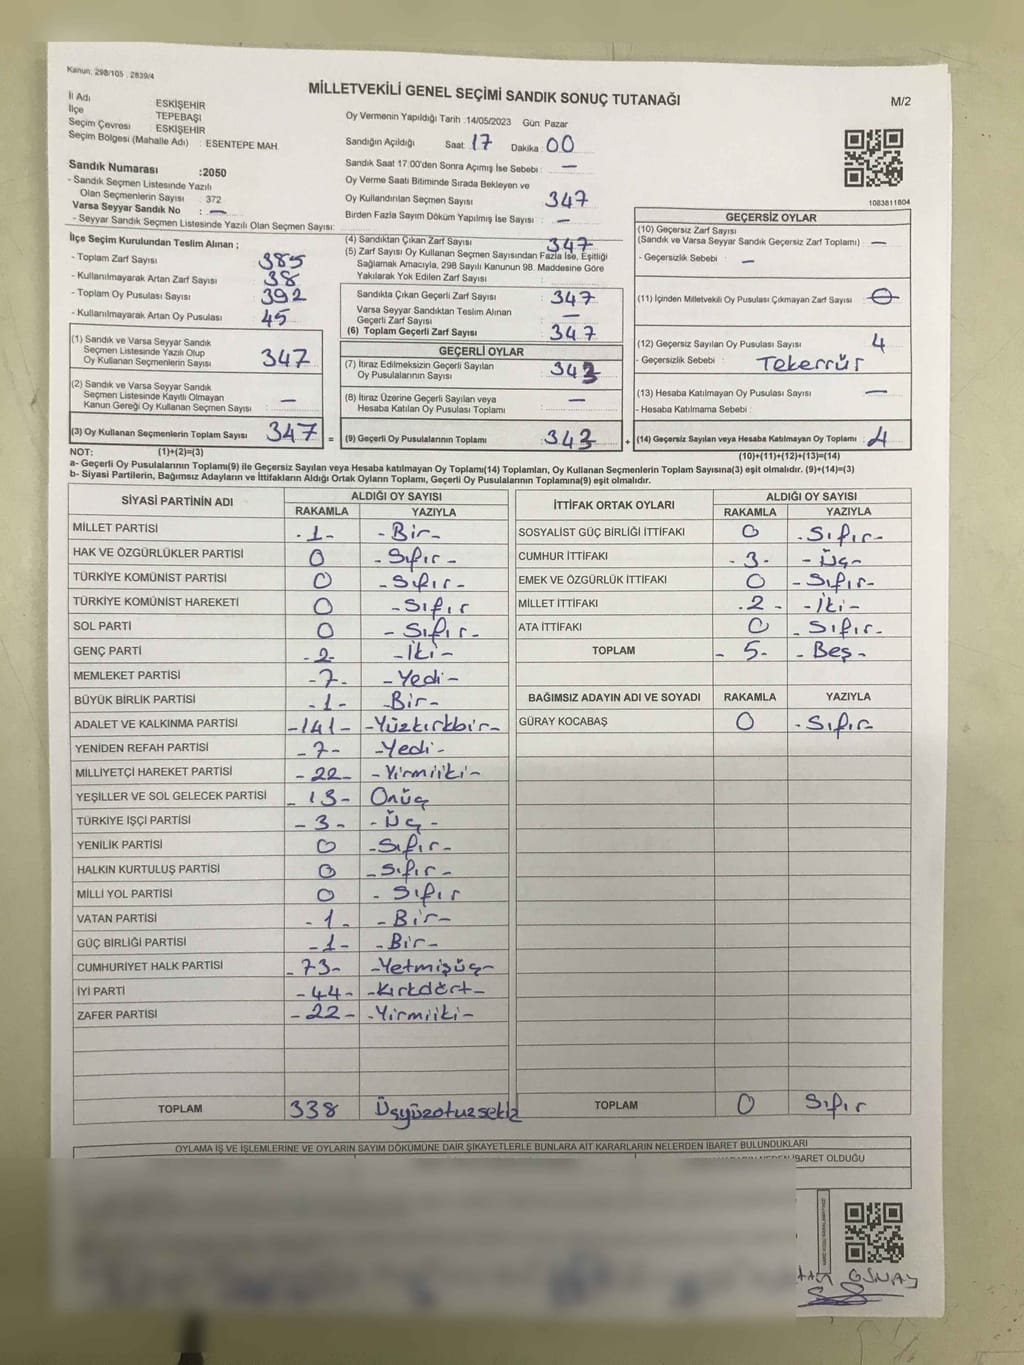 Kanun: 298/105 . 2839/4
MİLLETVEKİLİ GENEL SEÇİMİ SANDIK SONUÇ TUTANAĞI
M/2
İl Adı ESKİŞEHİR
İlçe TEPEBAŞI
Seçim Çevresi ESKİŞEHİR
Seçim Bölgesi (Mahalle Adı) : ESENTEPE MAH.
Oy Vermenin Yapıldığı Tarih :14/05/2023 Gün: Pazar
Sandığın Açıldığı Saat: 17 Dakika: 00
Sandık Saat 17:00'den Sonra Açımış İse Sebebi: —
Oy Verme Saati Bitiminde Sırada Bekleyen ve
Oy Kullandırılan Seçmen Sayısı 347
Birden Fazla Sayım Döküm Yapılmış İse Sayısı : —
Sandık Numarası :2050
- Sandık Seçmen Listesinde Yazılı
Olan Seçmenlerin Sayısı : 372
Varsa Seyyar Sandık No : —
- Seyyar Sandık Seçmen Listesinde Yazılı Olan Seçmen Sayısı:
1083811804
İlçe Seçim Kurulundan Teslim Alınan ;
- Toplam Zarf Sayısı : 385
- Kullanılmayarak Artan Zarf Sayısı : 38
- Toplam Oy Pusulası Sayısı : 392
- Kullanılmayarak Artan Oy Pusulası : 45
(1) Sandık ve Varsa Seyyar Sandık
Seçmen Listesinde Yazılı Olup
Oy Kullanan Seçmenlerin Sayısı : 347
(2) Sandık ve Varsa Seyyar Sandık
Seçmen Listesinde Kayıtlı Olmayan
Kanun Gereği Oy Kullanan Seçmen Sayısı : —
(3) Oy Kullanan Seçmenlerin Toplam Sayısı 347 =
(4) Sandıktan Çıkan Zarf Sayısı : 347
(5) Zarf Sayısı Oy Kullanan Seçmen Sayısından Fazla İse, Eşitliği
Sağlamak Amacıyla, 298 Sayılı Kanunun 98. Maddesine Göre
Yakılarak Yok Edilen Zarf Sayısı :
Sandıkta Çıkan Geçerli Zarf Sayısı : 347
Varsa Seyyar Sandıktan Teslim Alınan
Geçerli Zarf Sayısı : —
(6) Toplam Geçerli Zarf Sayısı : 347
GEÇERLİ OYLAR
(7) İtiraz Edilmeksizin Geçerli Sayılan
Oy Pusulalarının Sayısı : 343
(8) İtiraz Üzerine Geçerli Sayılan veya
Hesaba Katılan Oy Pusulası Toplamı : —
(9) Geçerli Oy Pusulalarının Toplamı : 343 +
GEÇERSİZ OYLAR
(10) Geçersiz Zarf Sayısı
(Sandık ve Varsa Seyyar Sandık Geçersiz Zarf Toplamı) : —
- Geçersizlik Sebebi : —
(11) İçinden Milletvekili Oy Pusulası Çıkmayan Zarf Sayısı : 0
(12) Geçersiz Sayılan Oy Pusulası Sayısı : 4
- Geçersizlik Sebebi : Tekerrür
(13) Hesaba Katılmayan Oy Pusulası Sayısı : —
- Hesaba Katılmama Sebebi :
(14) Geçersiz Sayılan veya Hesaba Katılmayan Oy Toplamı : 4
NOT: (1)+(2)=(3) (10)+(11)+(12)+(13)=(14)
a- Geçerli Oy Pusulalarının Toplamı(9) ile Geçersiz Sayılan veya Hesaba katılmayan Oy Toplamı(14) Toplamları, Oy Kullanan Seçmenlerin Toplam Sayısına(3) eşit olmalıdır. (9)+(14)=(3)
b- Siyasi Partilerin, Bağımsız Adayların ve İttifakların Aldığı Ortak Oyların Toplamı, Geçerli Oy Pusulalarının Toplamına(9) eşit olmalıdır.
SİYASİ PARTİNİN ADI ALDIĞI OY SAYISI
RAKAMLA YAZIYLA
MİLLET PARTİSİ -1- -Bir-
HAK VE ÖZGÜRLÜKLER PARTİSİ 0 -Sıfır-
TÜRKİYE KOMÜNİST PARTİSİ 0 -Sıfır-
TÜRKİYE KOMÜNİST HAREKETİ 0 -Sıfır
SOL PARTİ 0 -Sıfır-
GENÇ PARTİ -2- -İki-
MEMLEKET PARTİSİ -7- -Yedi-
BÜYÜK BİRLİK PARTİSİ -1- -Bir-
ADALET VE KALKINMA PARTİSİ -141- -Yüzkırkbir-
YENİDEN REFAH PARTİSİ -7- -Yedi-
MİLLİYETÇİ HAREKET PARTİSİ -22- -Yirmiiki-
YEŞİLLER VE SOL GELECEK PARTİSİ -13- Onüç
TÜRKİYE İŞÇİ PARTİSİ -3- -Üç-
YENİLİK PARTİSİ 0 -Sıfır-
HALKIN KURTULUŞ PARTİSİ 0 -Sıfır-
MİLLİ YOL PARTİSİ 0 -Sıfır
VATAN PARTİSİ -1- -Bir-
GÜÇ BİRLİĞİ PARTİSİ -1- -Bir-
CUMHURİYET HALK PARTİSİ -73- -Yetmişüç-
İYİ PARTİ -44- -Kırkdört-
ZAFER PARTİSİ -22- -Yirmiiki-
TOPLAM 338 Üçyüzotuzsekiz
İTTİFAK ORTAK OYLARI ALDIĞI OY SAYISI
RAKAMLA YAZIYLA
SOSYALİST GÜÇ BİRLİĞİ İTTİFAKI 0 -Sıfır-
CUMHUR İTTİFAKI -3- -Üç-
EMEK VE ÖZGÜRLÜK İTTİFAKI 0 -Sıfır-
MİLLET İTTİFAKI -2- -İki-
ATA İTTİFAKI 0 -Sıfır-
TOPLAM -5- -Beş-
BAĞIMSIZ ADAYIN ADI VE SOYADI RAKAMLA YAZIYLA
GÜRAY KOCABAŞ 0 -Sıfır-
TOPLAM 0 Sıfır
OYLAMA İŞ VE İŞLEMLERİNE VE OYLARIN SAYIM DÖKÜMÜNE DAİR ŞİKAYETLERLE BUNLARA AİT KARARLARIN NELERDEN İBARET BULUNDUKLARI
İBARET OLDUĞU
GÜNAY